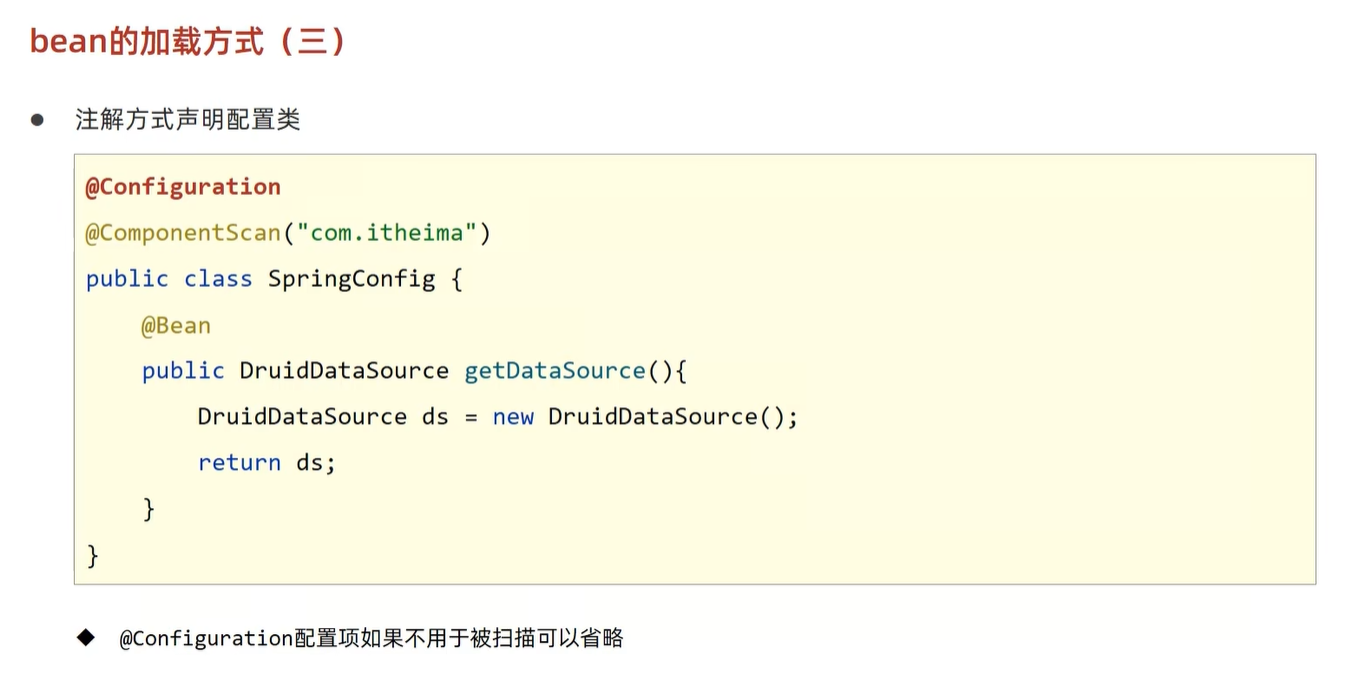 bean的加载方式（三）
● 注解方式声明配置类
@Configuration
@ComponentScan("com.itheima")
public class SpringConfig {
    @Bean
    public DruidDataSource getDataSource(){
        DruidDataSource ds = new DruidDataSource();
        return ds;
    }
}
◆ @Configuration配置项如果不用于被扫描可以省略